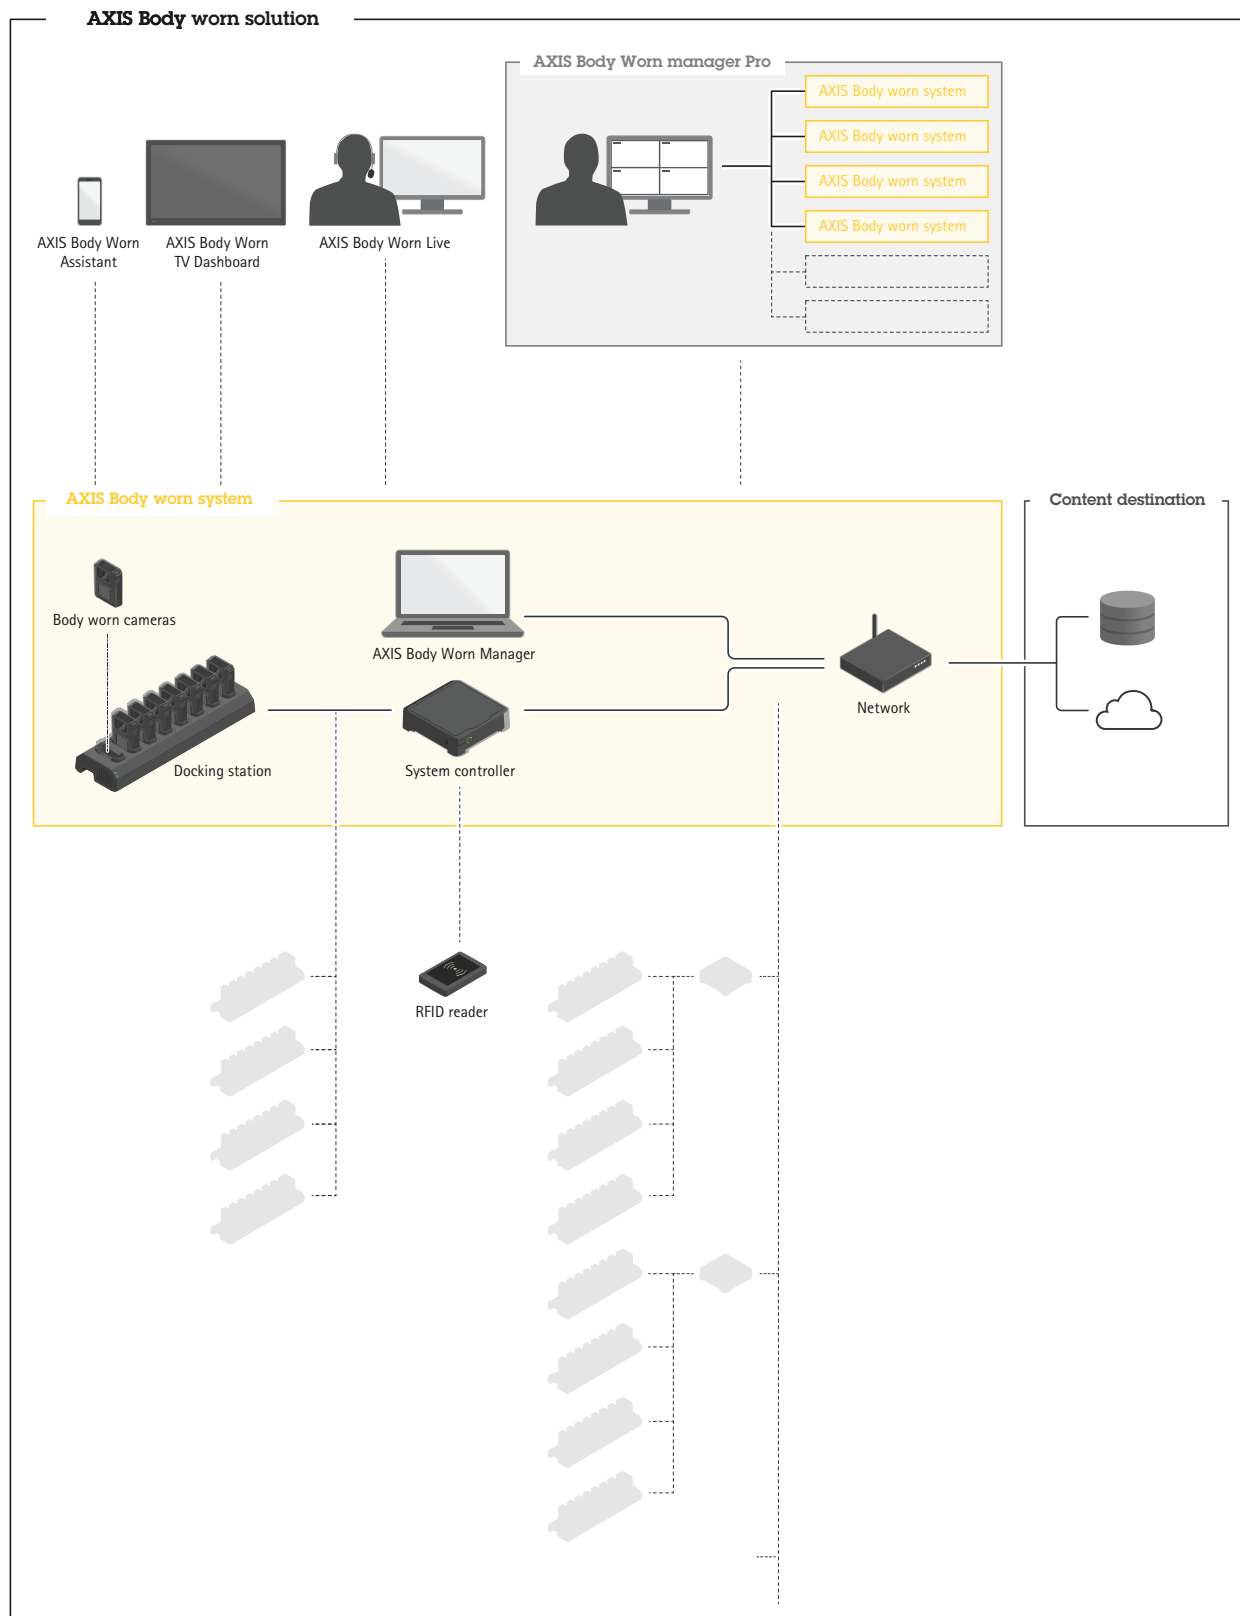 AXIS Body worn solution
AXIS Body Worn manager Pro
AXIS Body worn system
AXIS Body worn system
AXIS Body worn system
AXIS Body worn system
AXIS Body Worn
Assistant
AXIS Body Worn
TV Dashboard
AXIS Body Worn Live
AXIS Body worn system
Content destination
Body worn cameras
AXIS Body Worn Manager
Network
Docking station
System controller
RFID reader